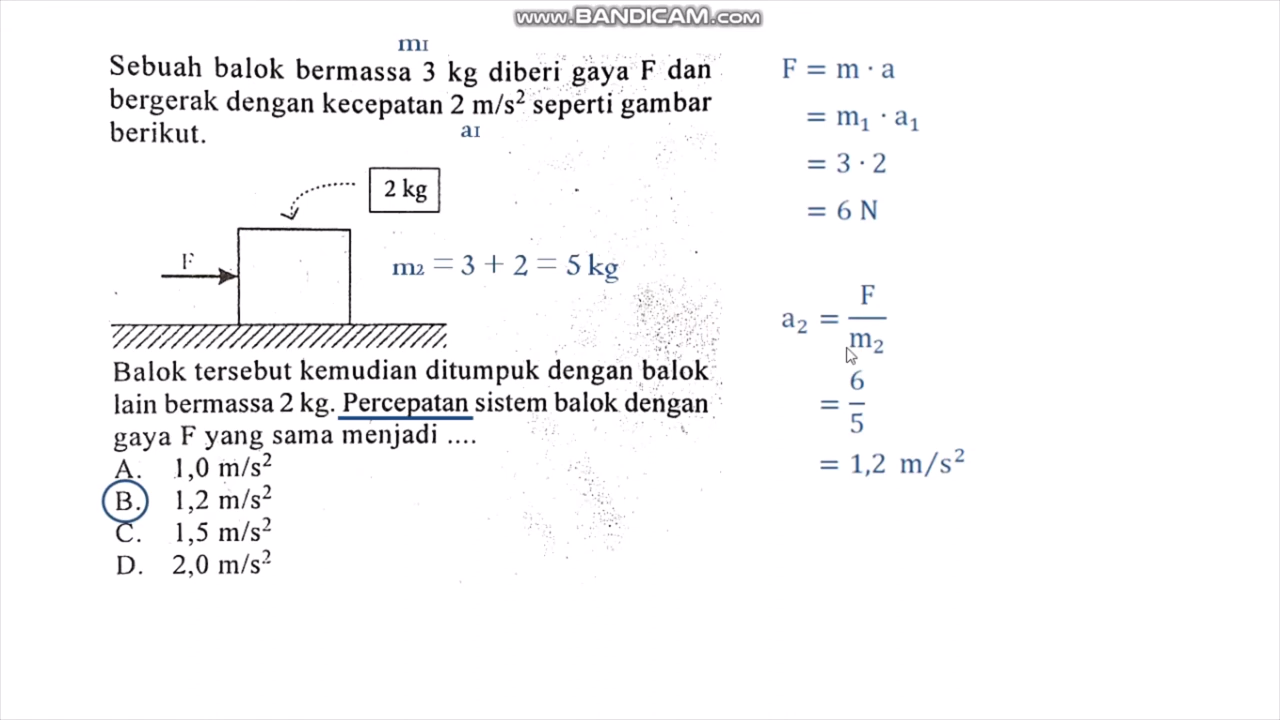 www.BANDICAM.com
m1
Sebuah balok bermassa 3 kg diberi gaya F dan
bergerak dengan kecepatan 2 m/s² seperti gambar
berikut.
a1
2 kg
F
m2 = 3 + 2 = 5 kg
Balok tersebut kemudian ditumpuk dengan balok
lain bermassa 2 kg. Percepatan sistem balok dengan
gaya F yang sama menjadi ....
A. 1,0 m/s²
B. 1,2 m/s²
C. 1,5 m/s²
D. 2,0 m/s²
F = m · a
= m₁ · a₁
= 3 · 2
= 6 N
a₂ = F/m₂
= 6/5
= 1,2 m/s²